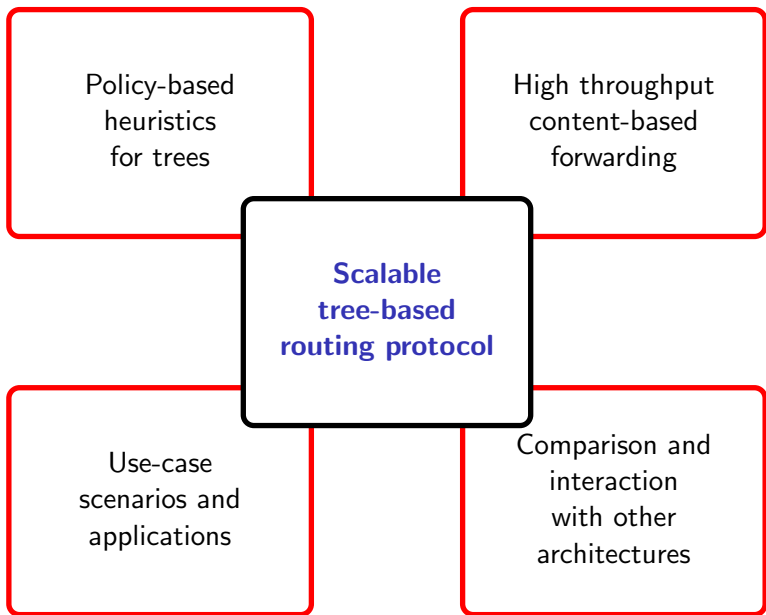 Policy-based
heuristics
for trees
High throughput
content-based
forwarding
Scalable
tree-based
routing protocol
Use-case
scenarios and
applications
Comparison and
interaction
with other
architectures